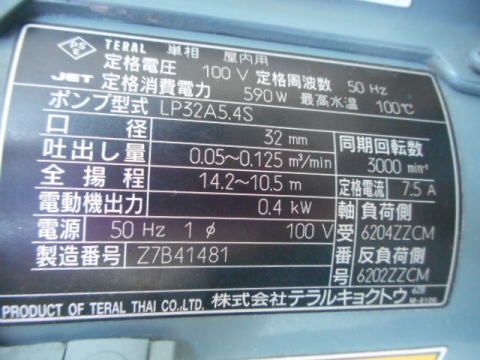 PS E TERAL 単相 屋内用
定格電圧 100 V 定格周波数 50 Hz
JET 定格消費電力 590 W 最高水温 100℃
ポンプ型式 LP32A5.4S
口径 32 mm 同期回転数
吐出し量 0.05~0.125 m³/min 3000 min⁻¹
全揚程 14.2~10.5 m 定格電流 7.5 A
電動機出力 0.4 kW 軸受番号 負荷側
電源 50 Hz 1 φ 100 V 6204ZZCM
製造番号 Z7B41481 反負荷側
6202ZZCM
PRODUCT OF TERAL THAI CO.,LTD. 株式会社テラルキョクトウ